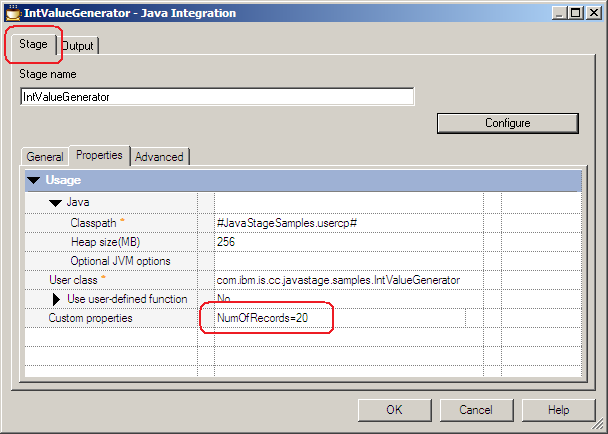 IntValueGenerator - Java Integration
Stage
Output
Stage name
IntValueGenerator
Configure
General
Properties
Advanced
Usage
Java
Classpath * #JavaStageSamples.usercp#
Heap size(MB) 256
Optional JVM options
User class * com.ibm.is.cc.javastage.samples.IntValueGenerator
Use user-defined function No
Custom properties NumOfRecords=20
OK
Cancel
Help